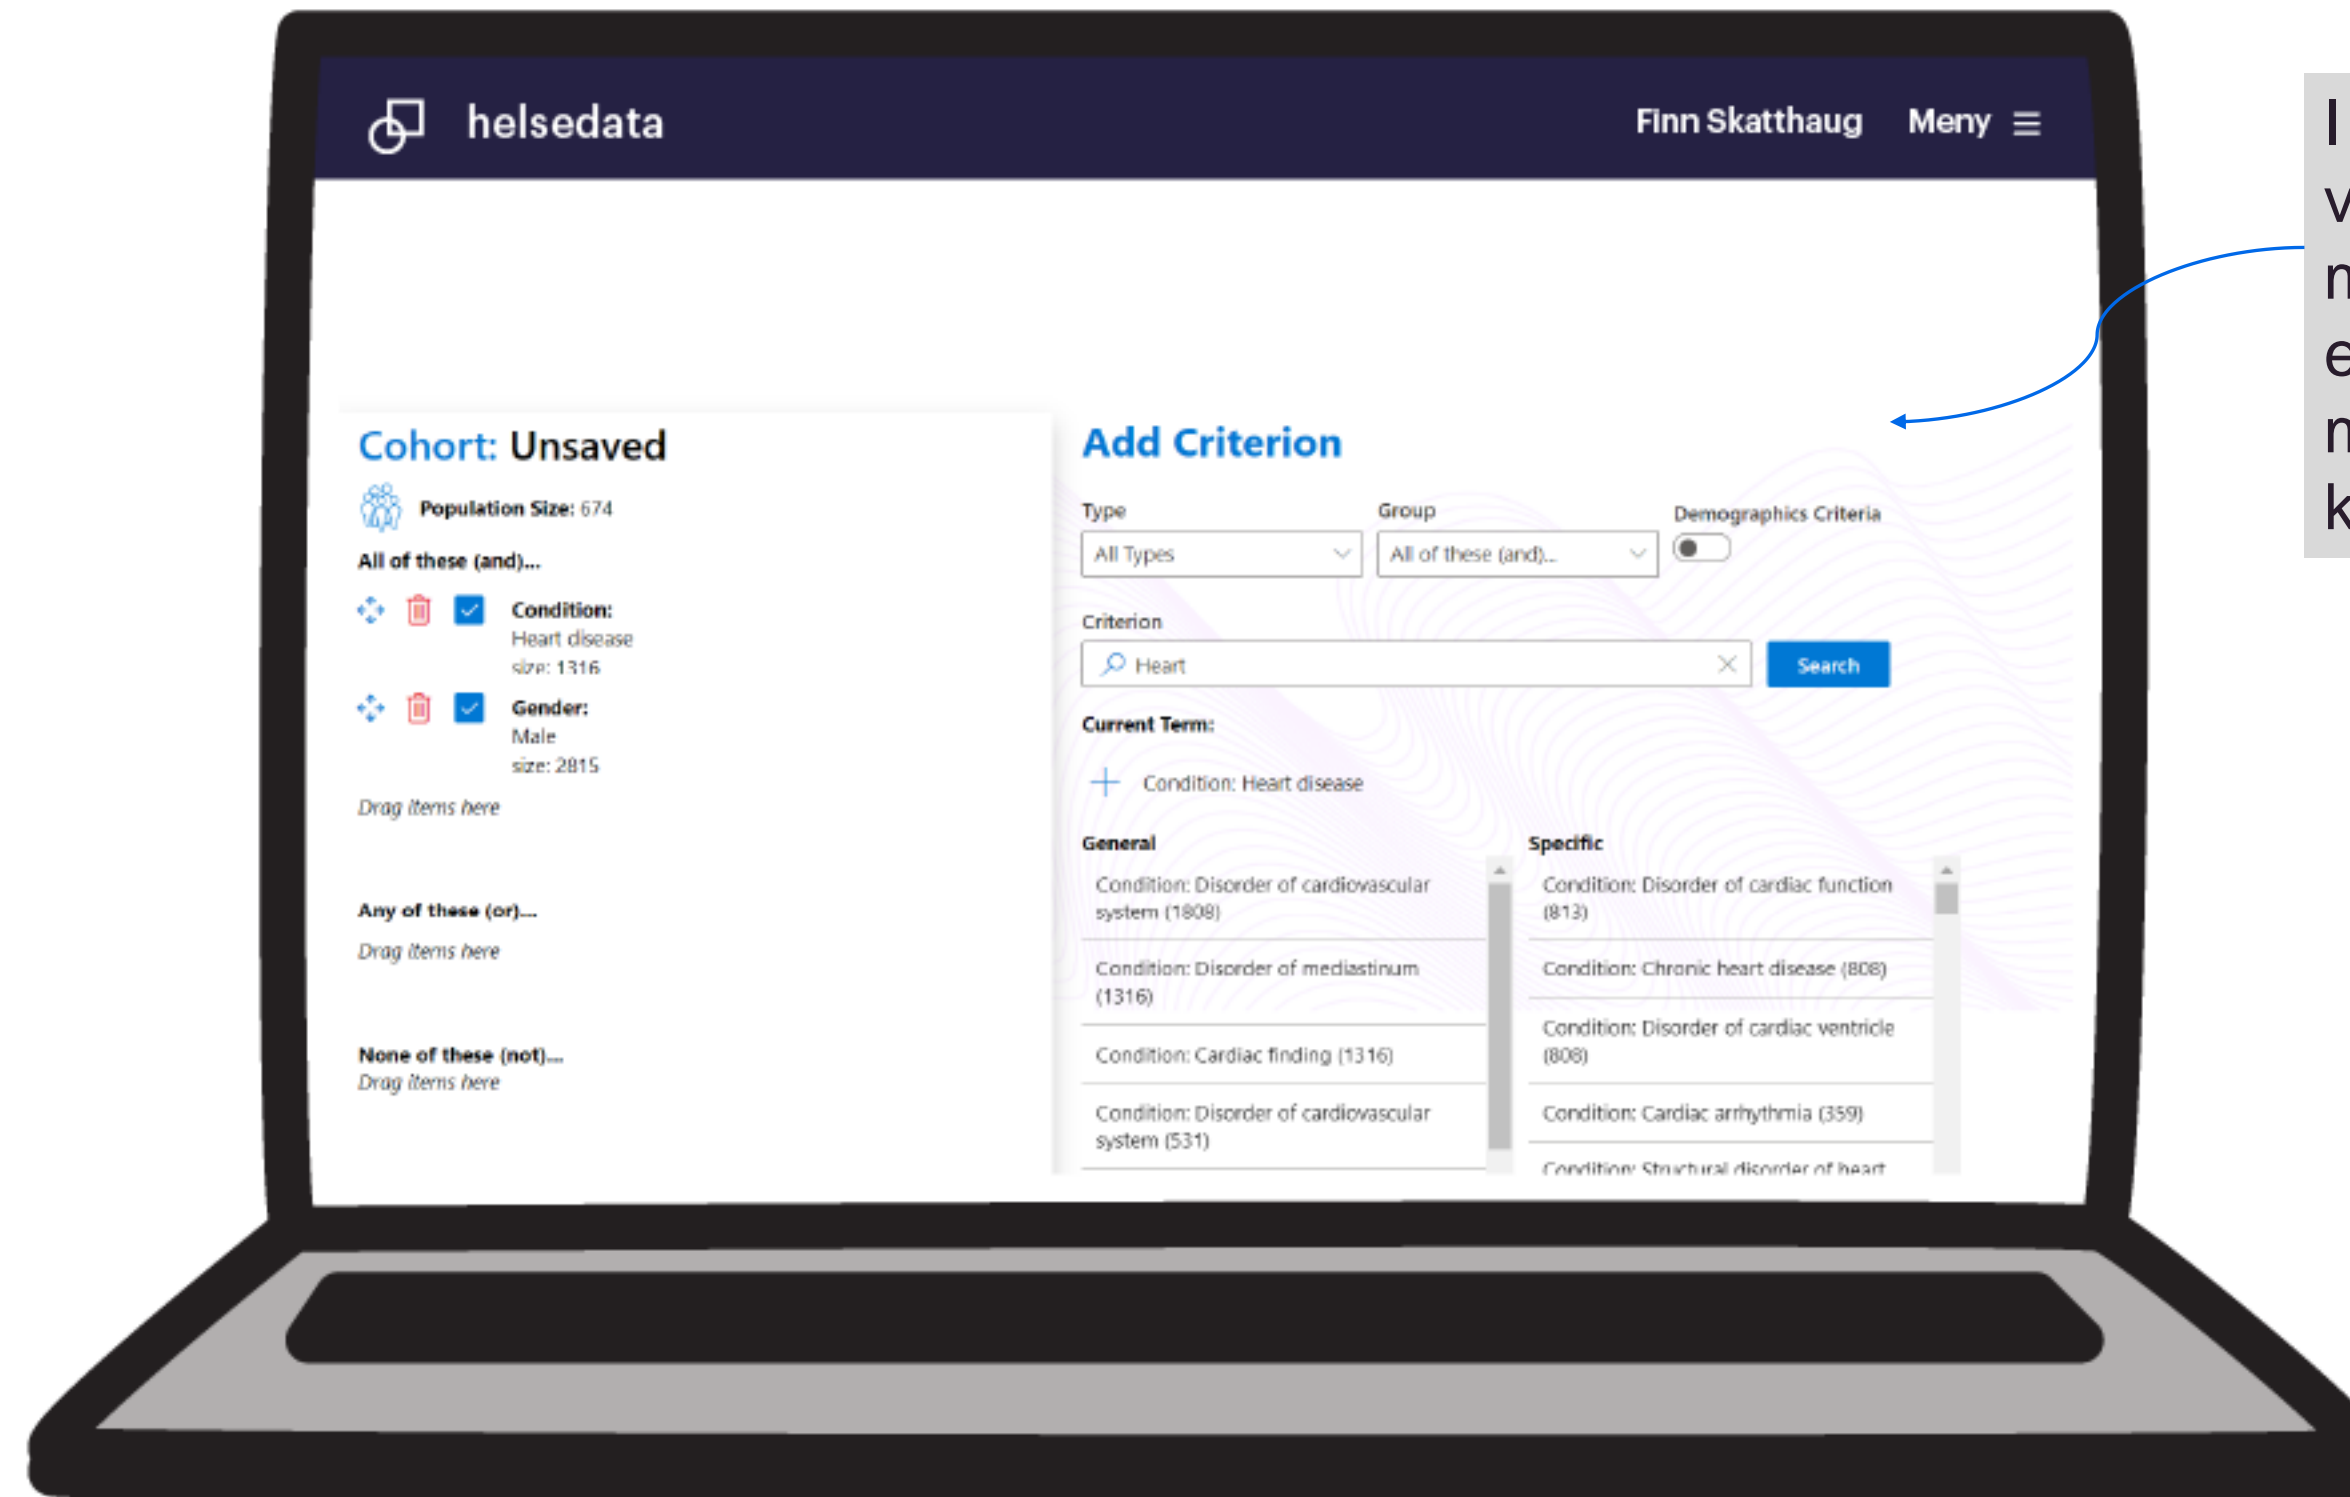 helsedata
Finn Skatthaug Meny
Cohort: Unsaved
Population Size: 674
All of these (and)...
Condition:
Heart disease
size: 1316
Gender:
Male
size: 2815
Drag items here
Any of these (or)...
Drag items here
None of these (not)...
Drag items here
Add Criterion
Type Group Demographics Criteria
All Types All of these (and)...
Criterion
Heart Search
Current Term:
Condition: Heart disease
General
Condition: Disorder of cardiovascular
system (1808)
Condition: Disorder of mediastinum
(1316)
Condition: Cardiac finding (1316)
Condition: Disorder of cardiovascular
system (531)
Specific
Condition: Disorder of cardiac function
(813)
Condition: Chronic heart disease (808)
Condition: Disorder of cardiac ventricle
(808)
Condition: Cardiac arrhythmia (359)
Condition: Structural disorder of heart
I